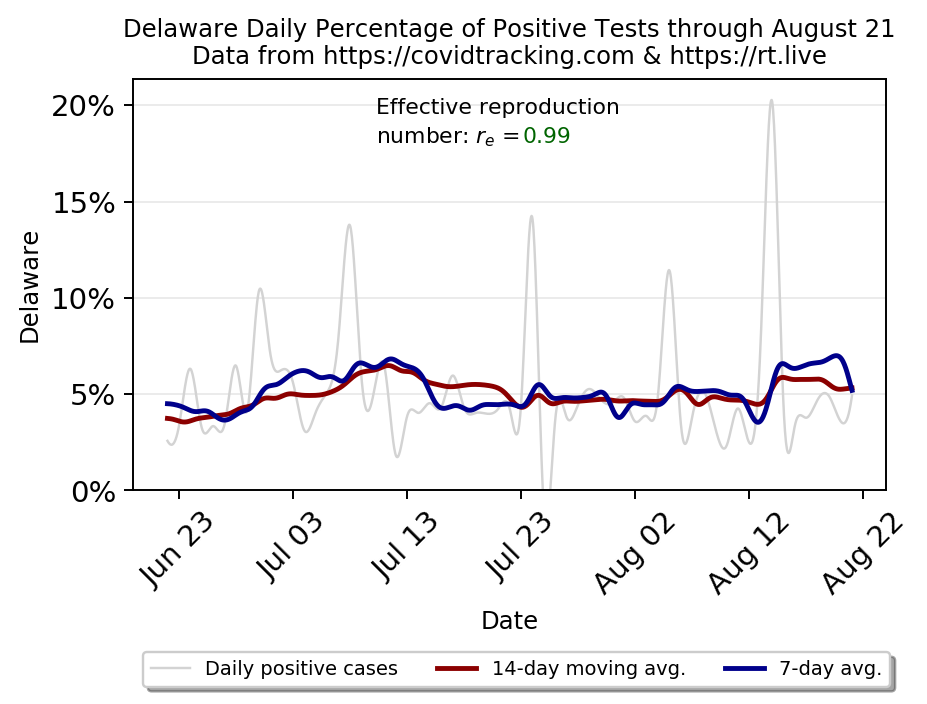 Delaware Daily Percentage of Positive Tests through August 21
Data from https://covidtracking.com & https://rt.live
Effective reproduction
number: rₑ = 0.99
20%
15%
10%
5%
0%
Delaware
Jun 23
Jul 03
Jul 13
Jul 23
Aug 02
Aug 12
Aug 22
Date
Daily positive cases
14-day moving avg.
7-day avg.